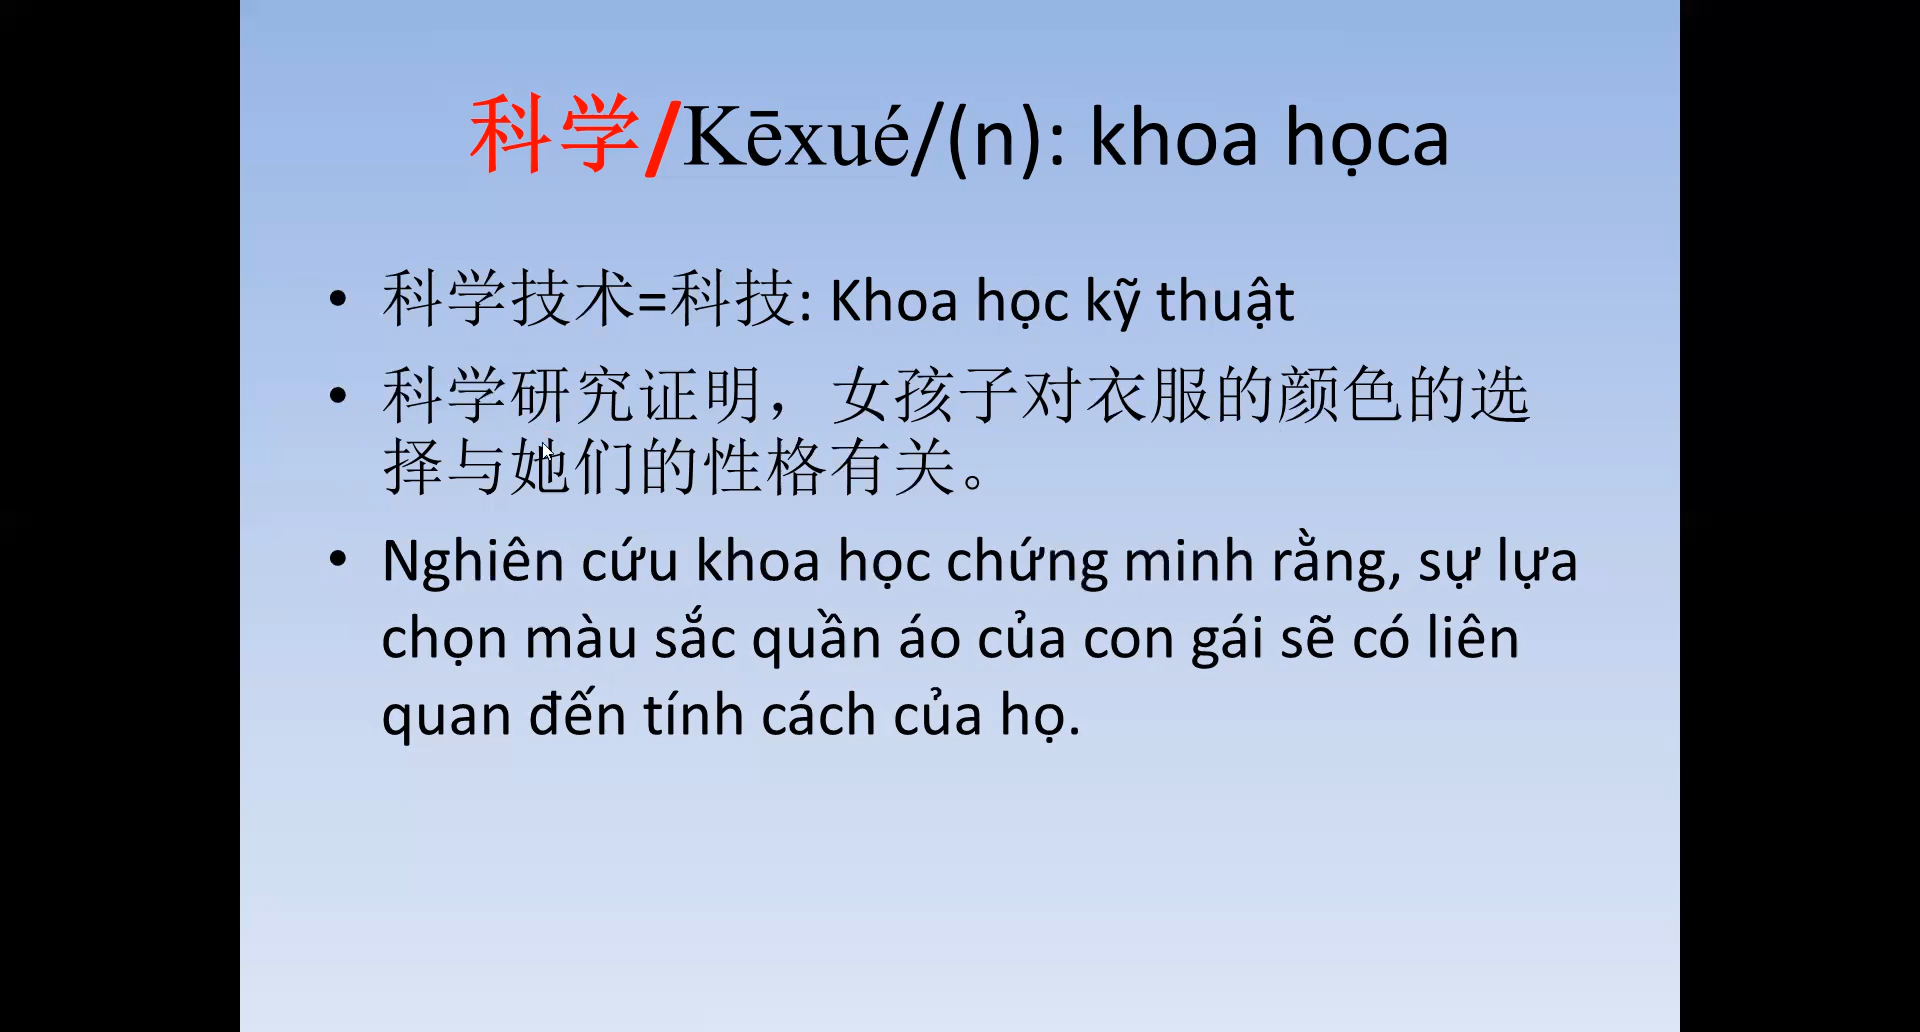 科学/Kēxué/(n): khoa họca
• 科学技术=科技: Khoa học kỹ thuật
• 科学研究证明，女孩子对衣服的颜色的选
择与她们的性格有关。
• Nghiên cứu khoa học chứng minh rằng, sự lựa
chọn màu sắc quần áo của con gái sẽ có liên
quan đến tính cách của họ.